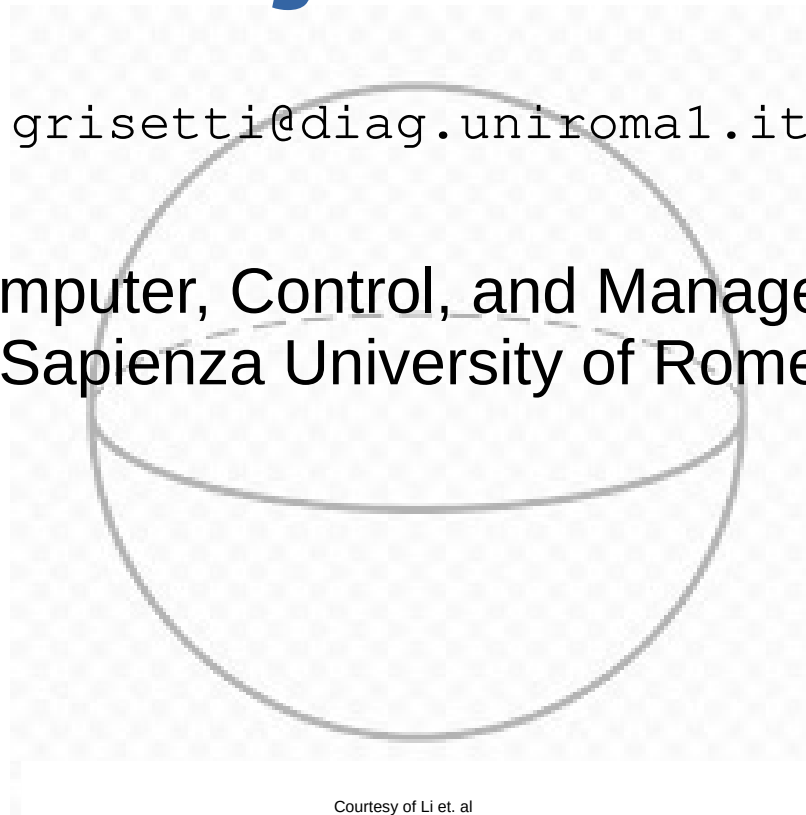 grisetti@diag.uniroma1.it
mputer, Control, and Manage
Sapienza University of Rome
Courtesy of Li et. al